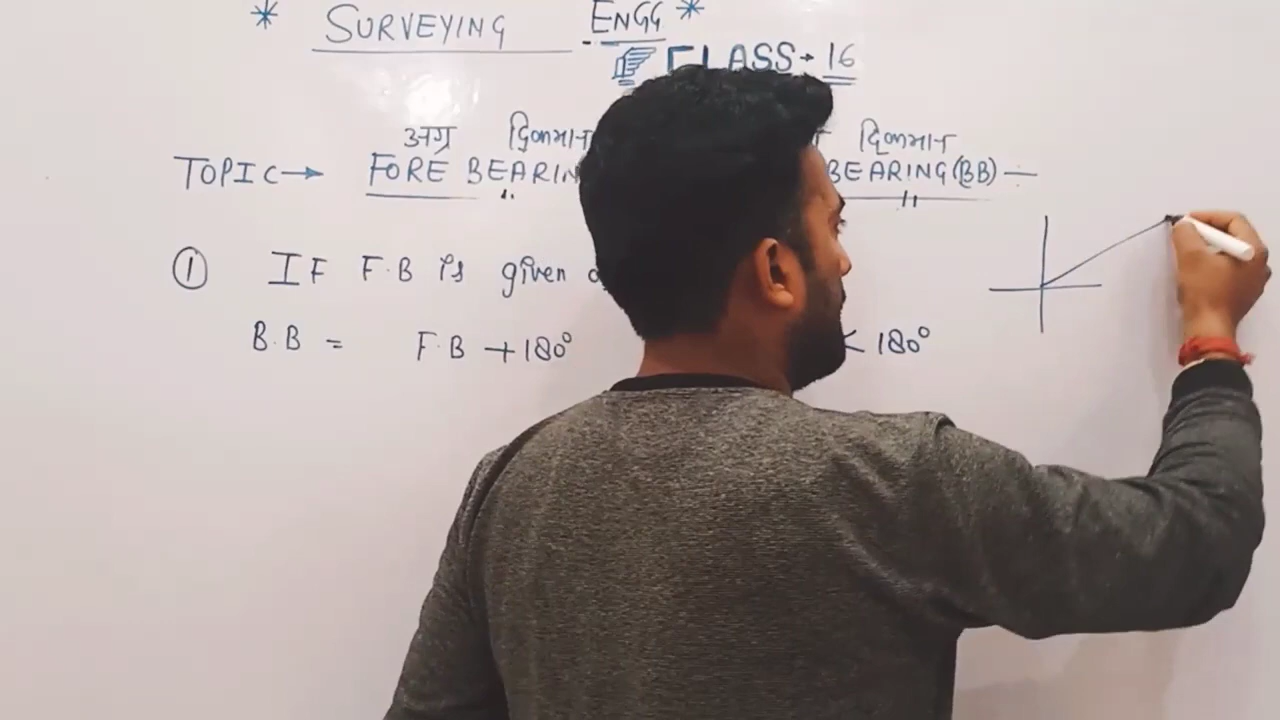 * SURVEYING ENGG *
CLASS → 16
अग्र दिक्मान दिक्मान
TOPIC → FORE BEARIN BEARING (BB) —
① IF F.B is given
B.B = F.B + 180° < 180°